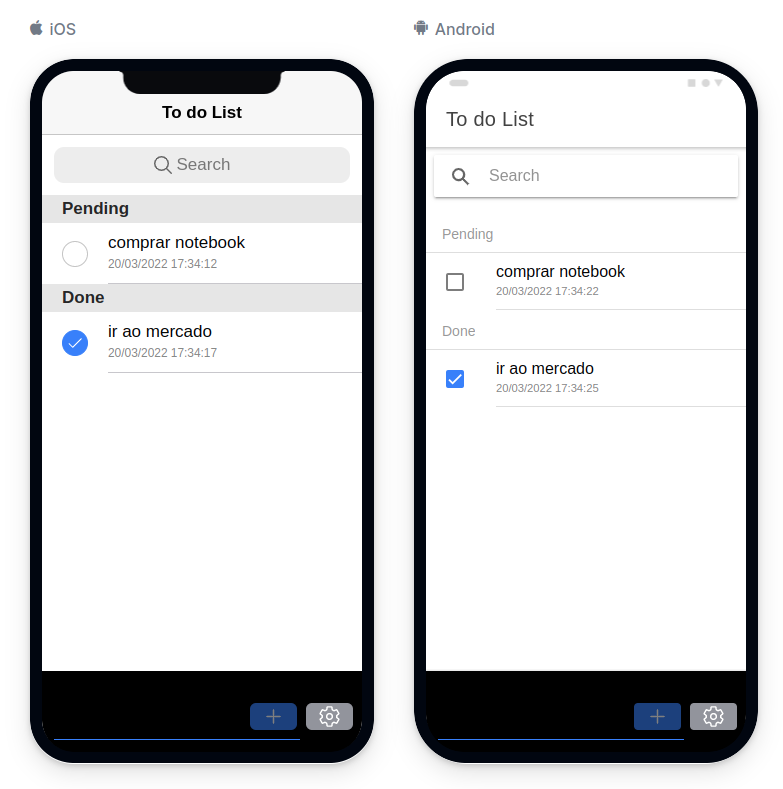 iOS
To do List
Search
Pending
comprar notebook
20/03/2022 17:34:12
Done
ir ao mercado
20/03/2022 17:34:17
Android
To do List
Search
Pending
comprar notebook
20/03/2022 17:34:22
Done
ir ao mercado
20/03/2022 17:34:25